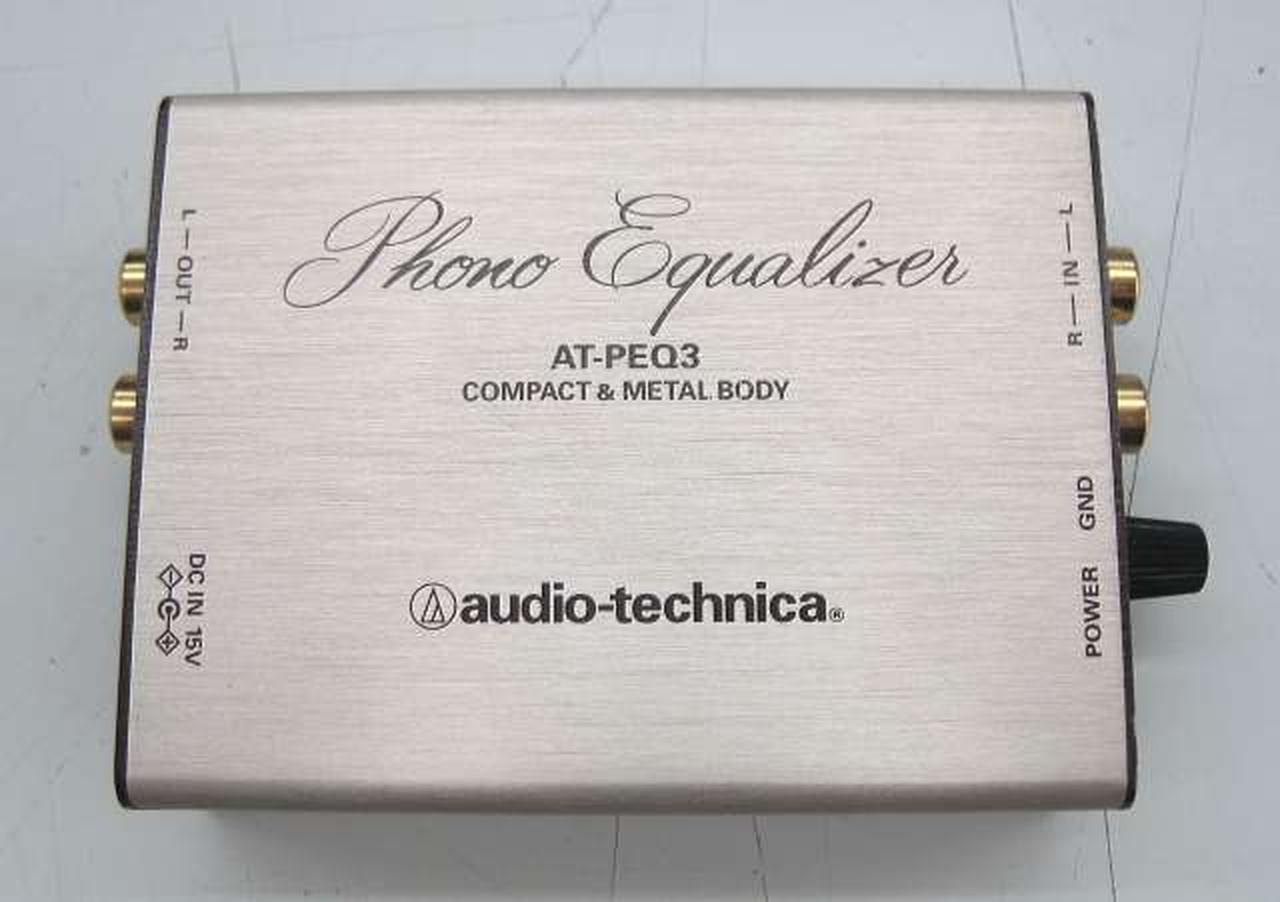 Phono Equalizer
AT-PEQ3
COMPACT & METAL BODY
audio-technica®
L — OUT — R
DC IN 15V
R — IN — L
POWER GND